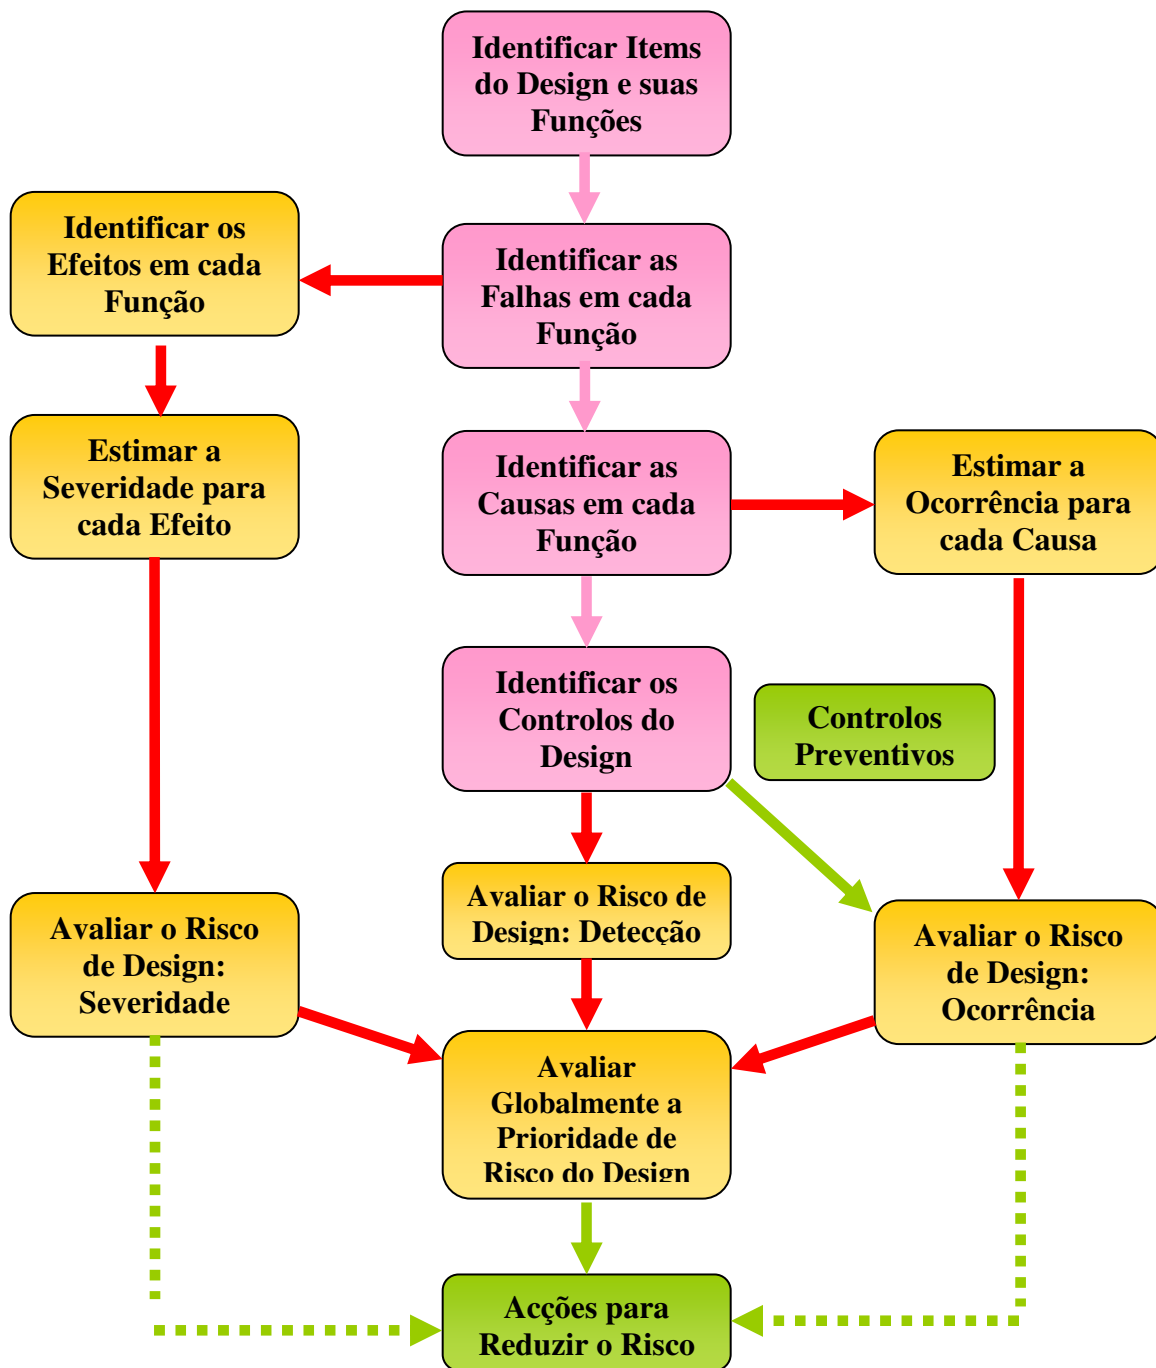 Identificar Items
do Design e suas
Funções
Identificar os
Efeitos em cada
Função
Identificar as
Falhas em cada
Função
Estimar a
Severidade para
cada Efeito
Identificar as
Causas em cada
Função
Estimar a
Ocorrência para
cada Causa
Identificar os
Controlos do
Design
Controlos
Preventivos
Avaliar o Risco
de Design:
Severidade
Avaliar o Risco de
Design: Detecção
Avaliar o Risco
de Design:
Ocorrência
Avaliar
Globalmente a
Prioridade de
Risco do Design
Acções para
Reduzir o Risco